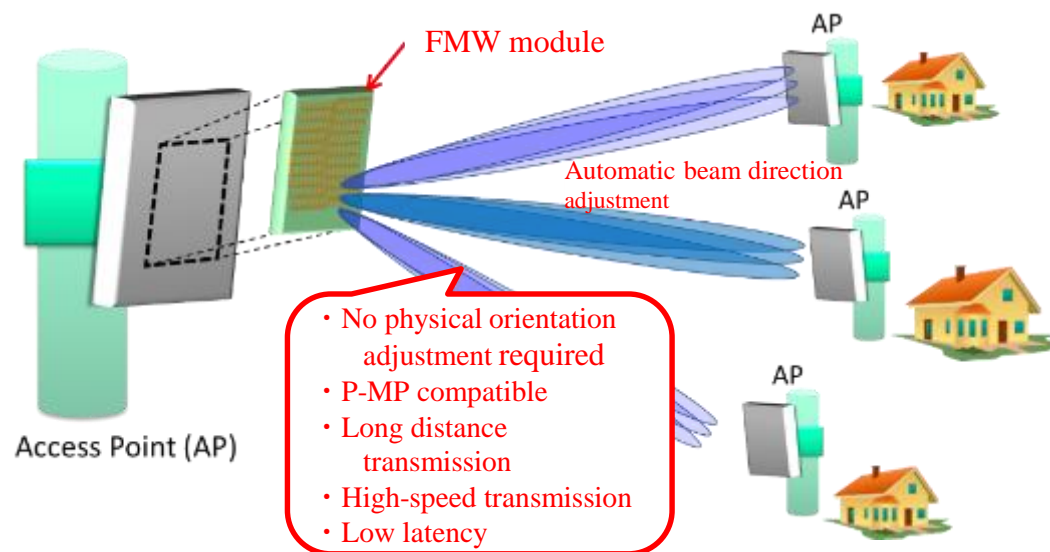 FMW module
AP
Automatic beam direction
adjustment
AP
・No physical orientation
adjustment required
・P-MP compatible
・Long distance
transmission
・High-speed transmission
・Low latency
AP
Access Point (AP)